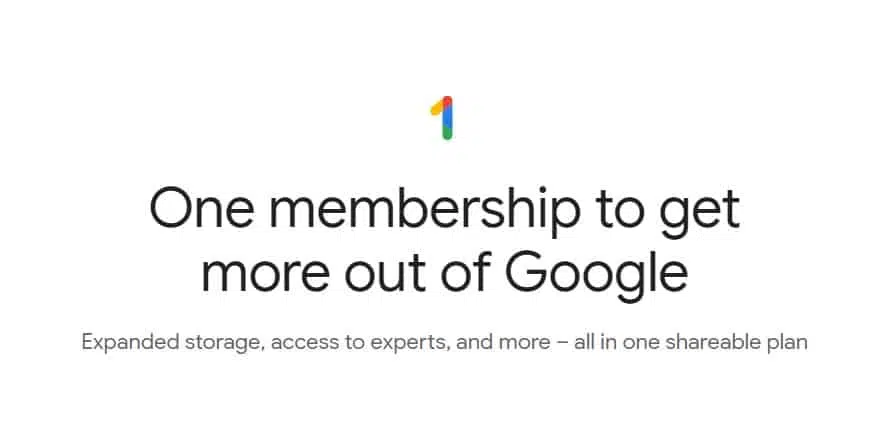 1
One membership to get
more out of Google
Expanded storage, access to experts, and more – all in one shareable plan